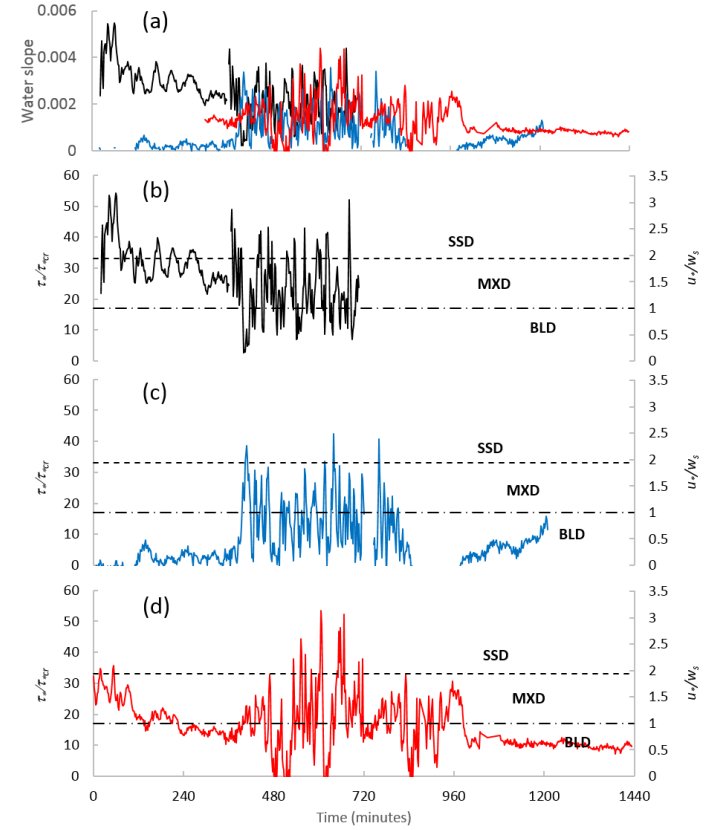 0.006
(a)
0.004
0.002
0
Water slope
60
50
40
30
20
10
0
(b)
SSD
MXD
BLD
3.5
3
2.5
2
1.5
1
0.5
0
τ*/τ*cr
u*/ws
60
50
40
30
20
10
0
(c)
SSD
MXD
BLD
3.5
3
2.5
2
1.5
1
0.5
0
τ*/τ*cr
u*/ws
60
50
40
30
20
10
0
(d)
SSD
MXD
BLD
3.5
3
2.5
2
1.5
1
0.5
0
τ*/τ*cr
u*/ws
0 240 480 720 960 1200 1440
Time (minutes)